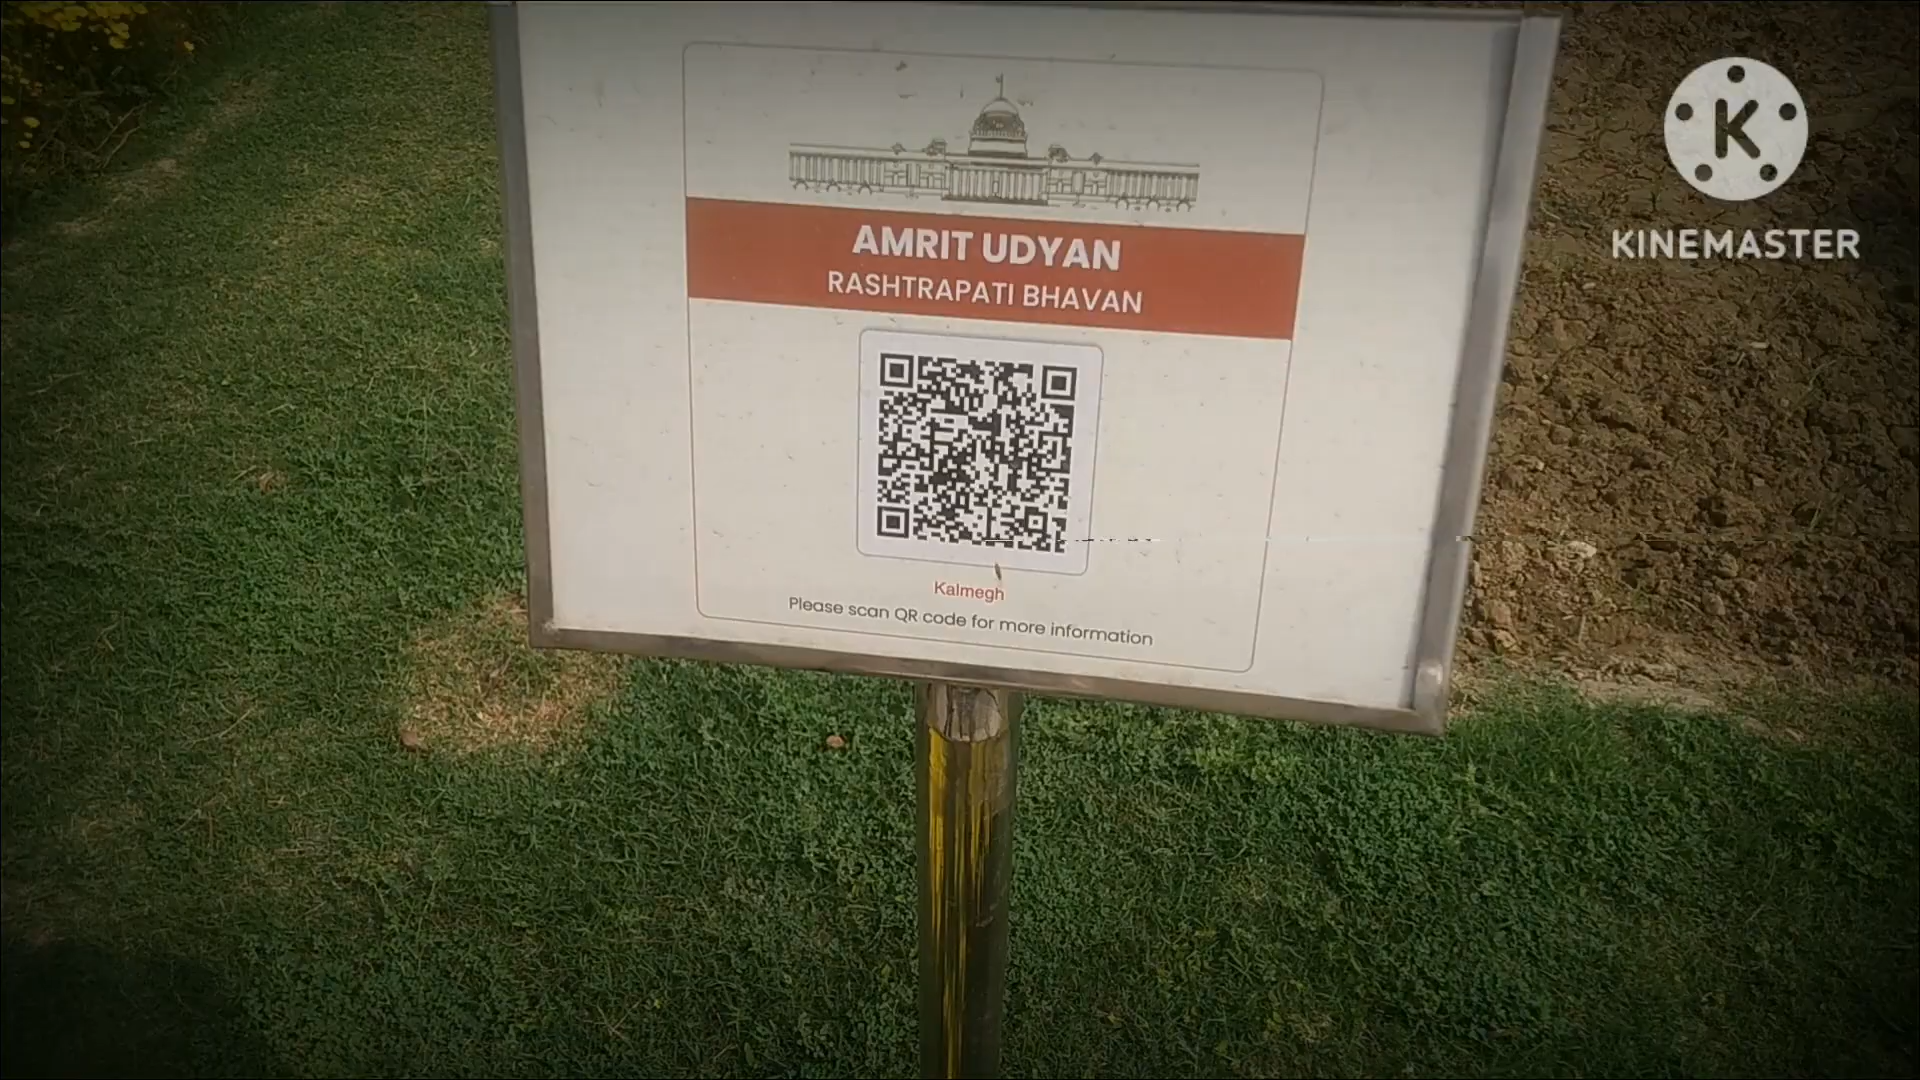 K
KINEMASTER
AMRIT UDYAN
RASHTRAPATI BHAVAN
Kalmegh
Please scan QR code for more information